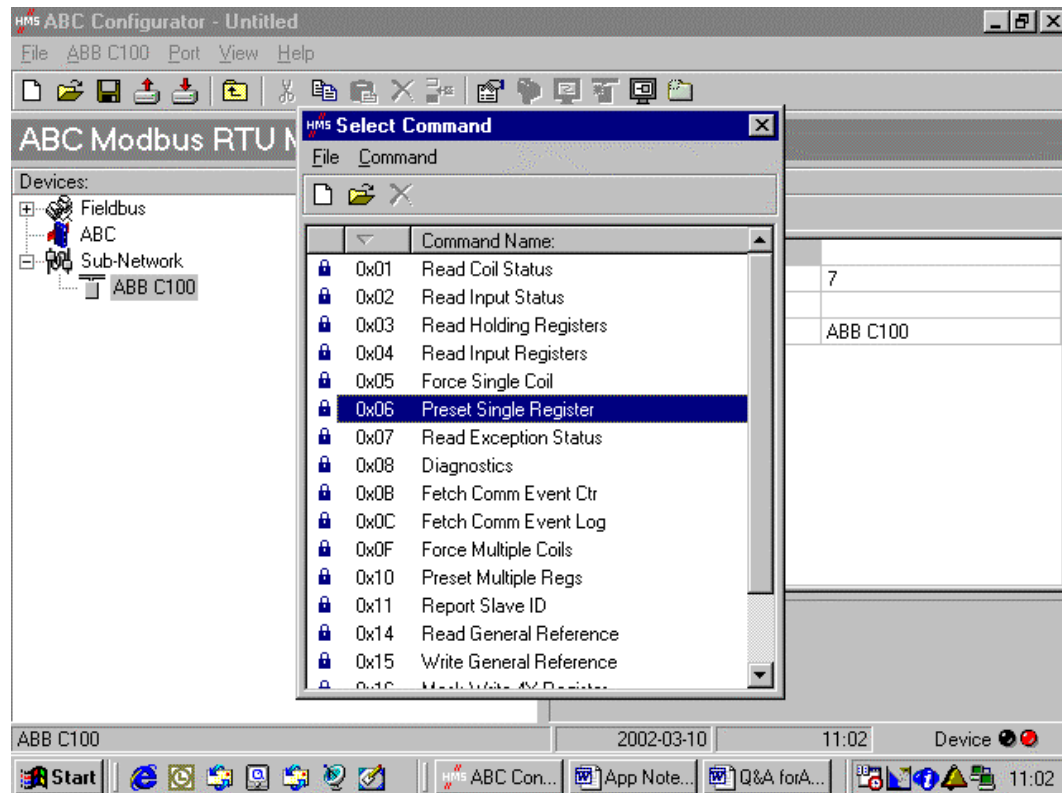 HMS ABC Configurator - Untitled
File ABB C100 Port View Help
ABC Modbus RTU M
HMS Select Command
File Command
Devices:
Fieldbus
ABC
Sub-Network
ABB C100
Command Name:
0x01 Read Coil Status
0x02 Read Input Status
0x03 Read Holding Registers
0x04 Read Input Registers
0x05 Force Single Coil
0x06 Preset Single Register
0x07 Read Exception Status
0x08 Diagnostics
0x0B Fetch Comm Event Ctr
0x0C Fetch Comm Event Log
0x0F Force Multiple Coils
0x10 Preset Multiple Regs
0x11 Report Slave ID
0x14 Read General Reference
0x15 Write General Reference
7
ABB C100
ABB C100 2002-03-10 11:02 Device
Start HMS ABC Con... App Note... Q&A forA... 11:02